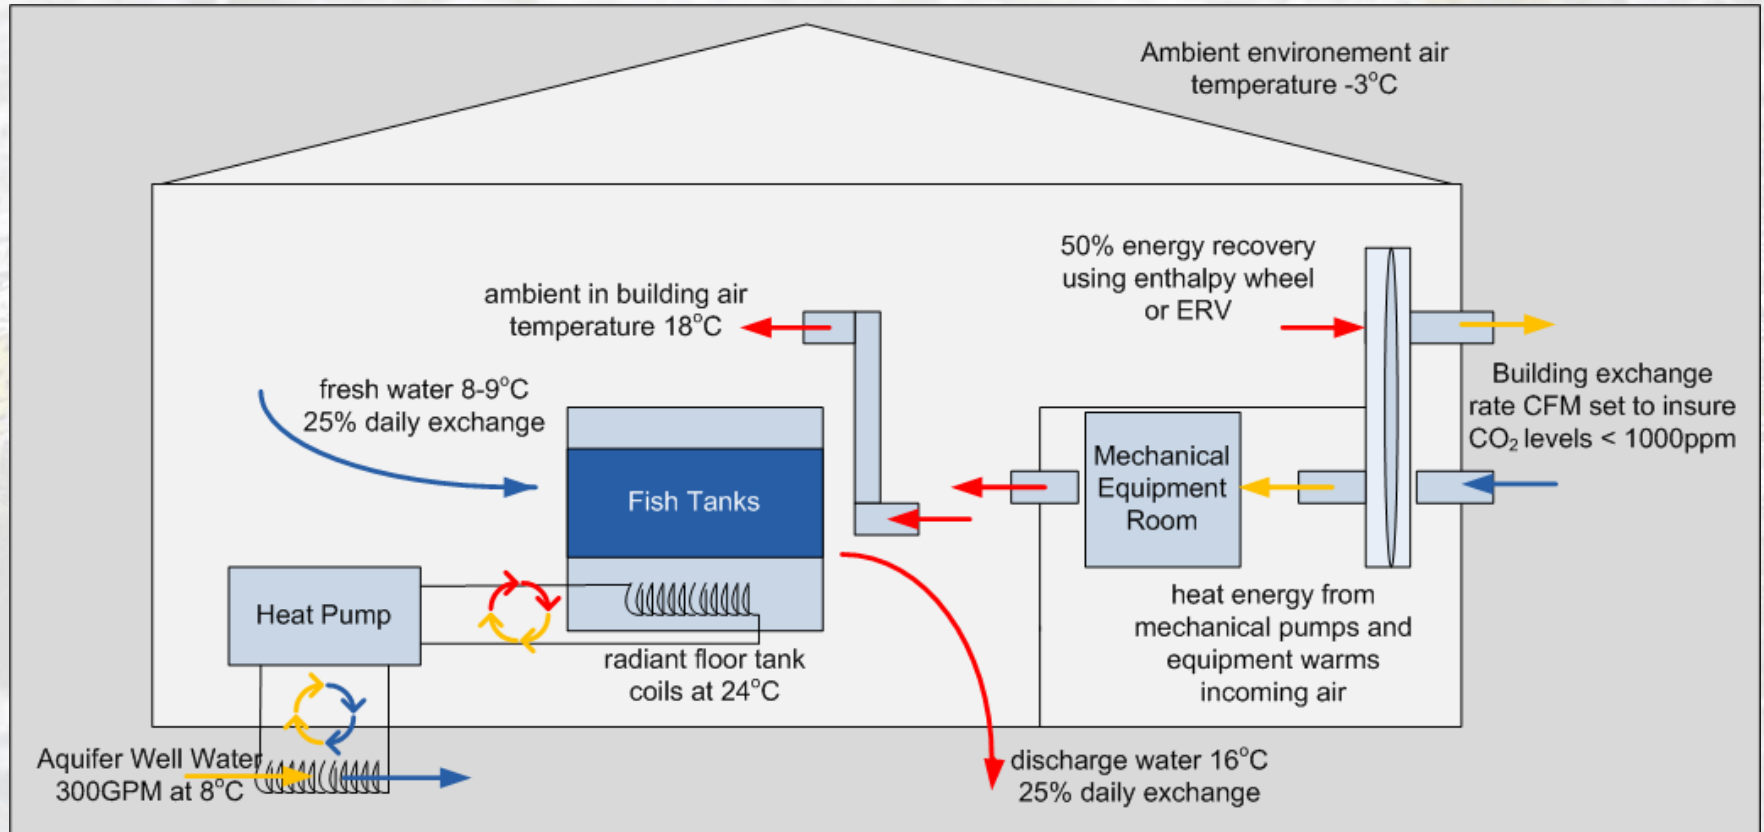 Ambient environement air
temperature -3°C
50% energy recovery
using enthalpy wheel
or ERV
ambient in building air
temperature 18°C
fresh water 8-9°C
25% daily exchange
Building exchange
rate CFM set to insure
CO₂ levels < 1000ppm
Mechanical
Equipment
Room
Fish Tanks
Heat Pump
heat energy from
mechanical pumps and
equipment warms
incoming air
radiant floor tank
coils at 24°C
Aquifer Well Water
300GPM at 8°C
discharge water 16°C
25% daily exchange